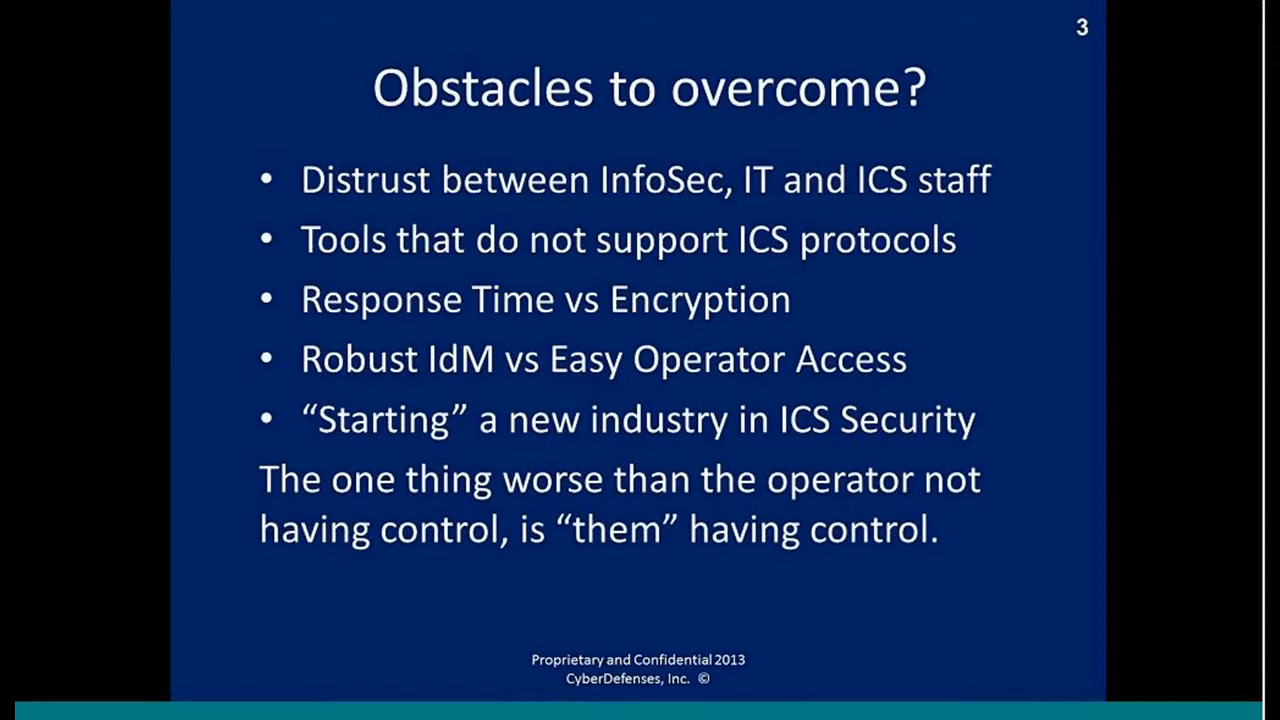 3
Obstacles to overcome?
• Distrust between InfoSec, IT and ICS staff
• Tools that do not support ICS protocols
• Response Time vs Encryption
• Robust IdM vs Easy Operator Access
• “Starting” a new industry in ICS Security
The one thing worse than the operator not
having control, is “them” having control.
Proprietary and Confidential 2013
CyberDefenses, Inc. ©